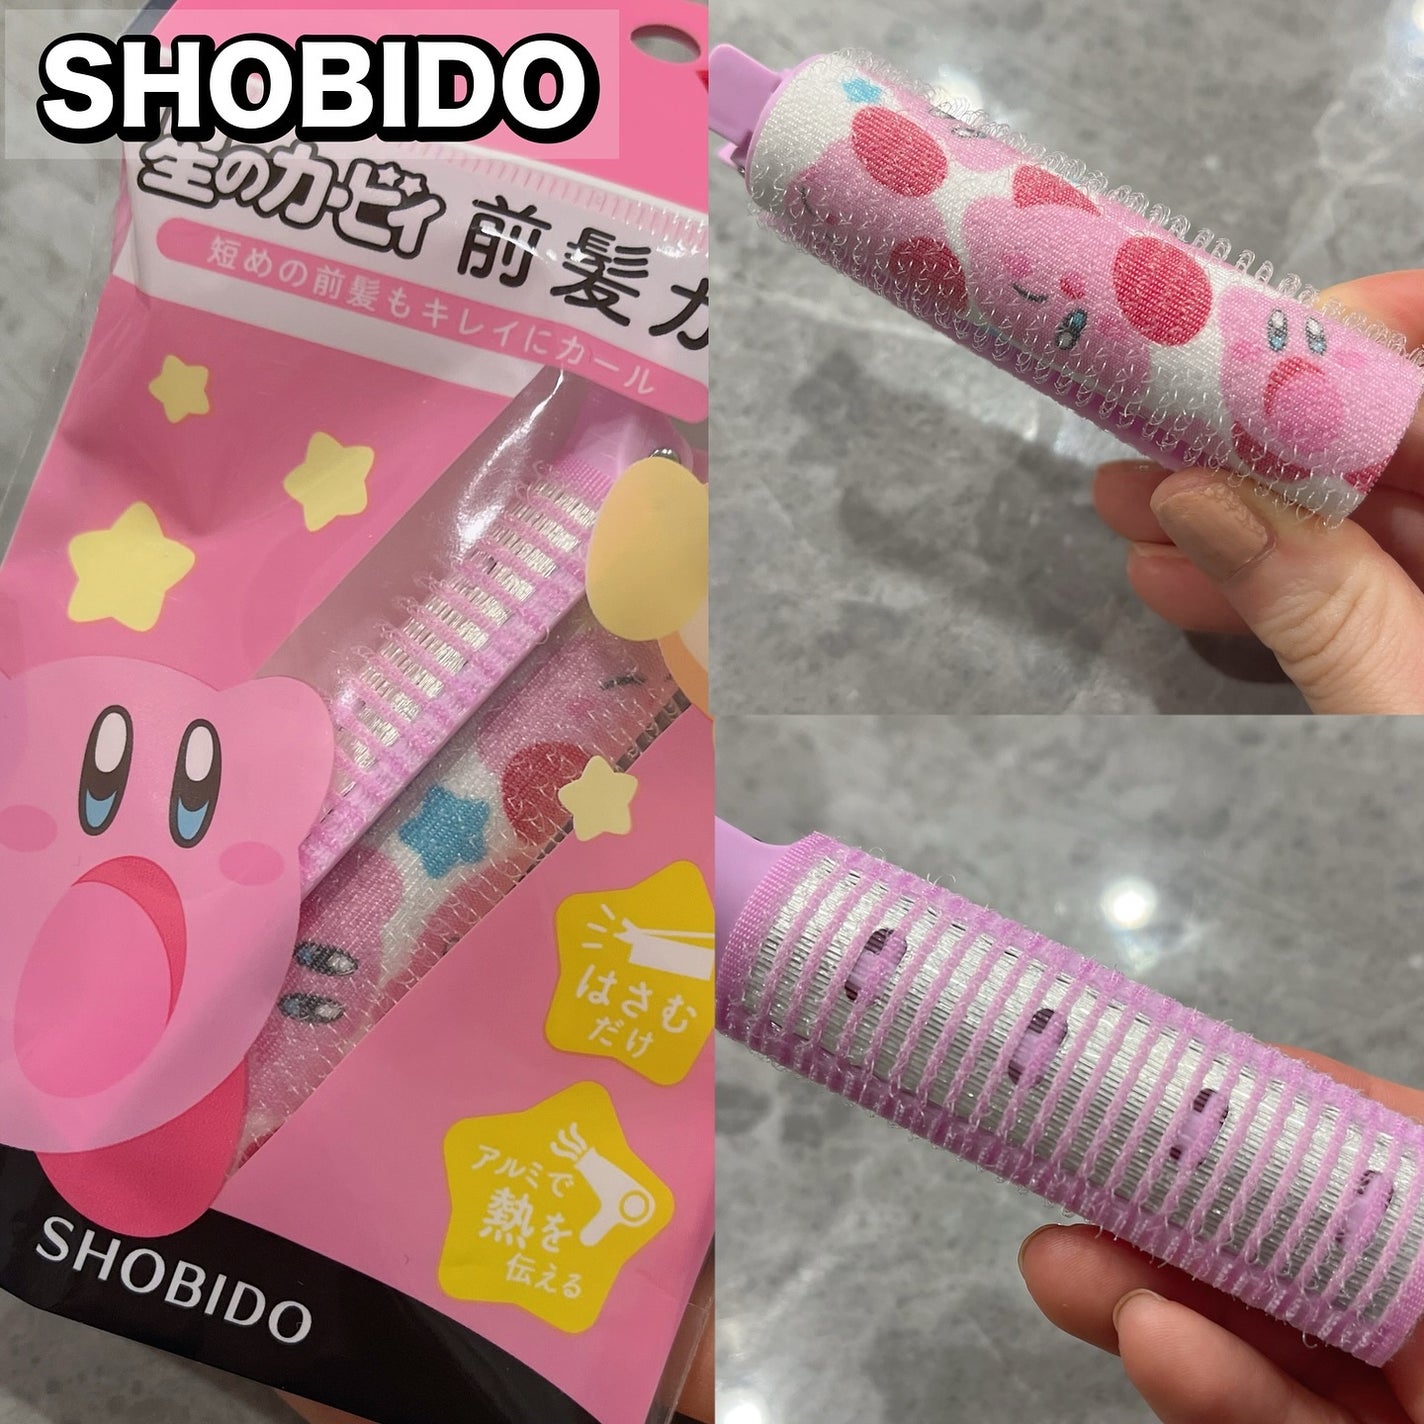 SHOBIDO
星のカービィ 前髪カ
短めの前髪もキレイにカール
はさむ
だけ
アルミで
熱を
伝える
SHOBIDO